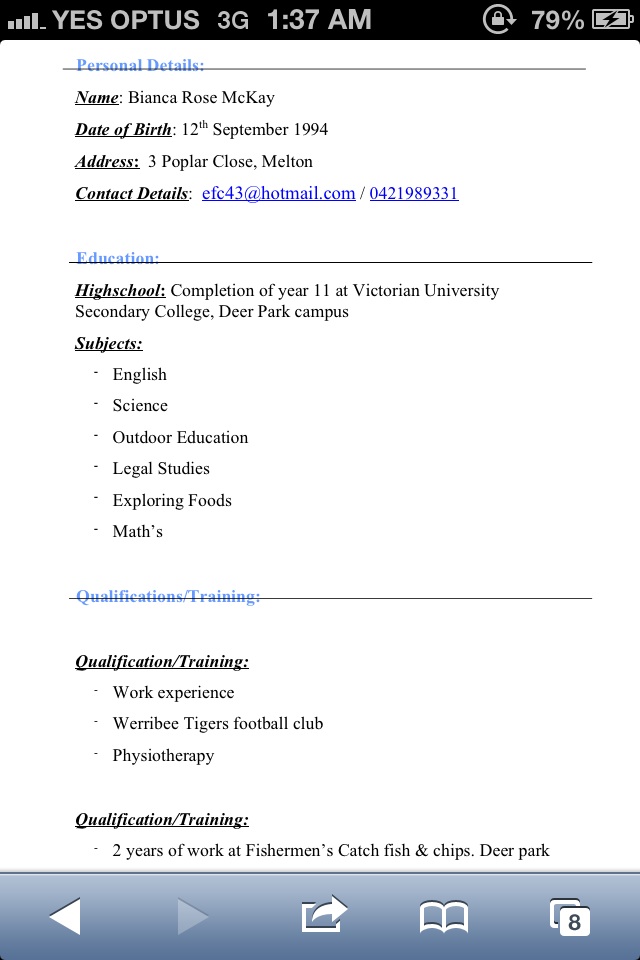 YES OPTUS 3G 1:37 AM 79%
Personal Details:
Name: Bianca Rose McKay
Date of Birth: 12th September 1994
Address: 3 Poplar Close, Melton
Contact Details: efc43@hotmail.com / 0421989331
Education:
Highschool: Completion of year 11 at Victorian University
Secondary College, Deer Park campus
Subjects:
- English
- Science
- Outdoor Education
- Legal Studies
- Exploring Foods
- Math's
Qualifications/Training:
Qualification/Training:
- Work experience
- Werribee Tigers football club
- Physiotherapy
Qualification/Training:
- 2 years of work at Fishermen's Catch fish & chips. Deer park
8